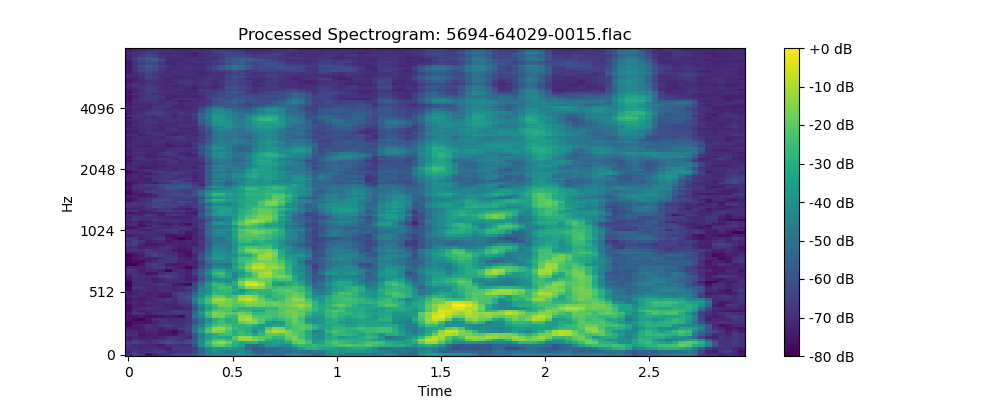 Processed Spectrogram: 5694-64029-0015.flac
Hz
4096
2048
1024
512
0
0
0.5
1
1.5
2
2.5
Time
+0 dB
-10 dB
-20 dB
-30 dB
-40 dB
-50 dB
-60 dB
-70 dB
-80 dB